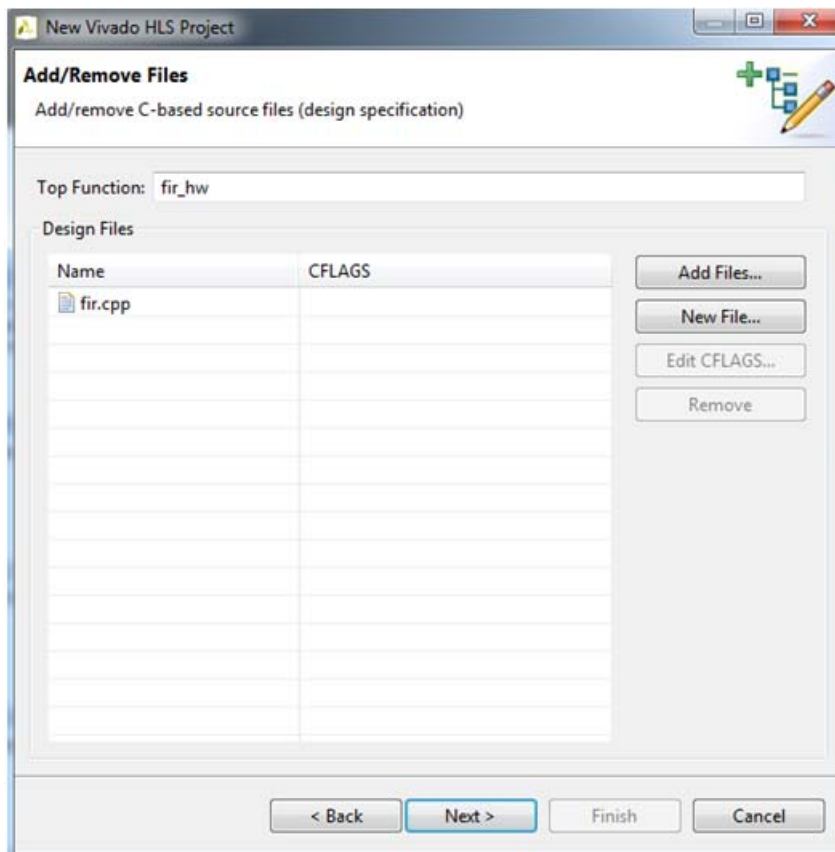 New Vivado HLS Project
Add/Remove Files
Add/remove C-based source files (design specification)
Top Function: fir_hw
Design Files
Name CFLAGS
fir.cpp
Add Files...
New File...
Edit CFLAGS...
Remove
< Back Next > Finish Cancel